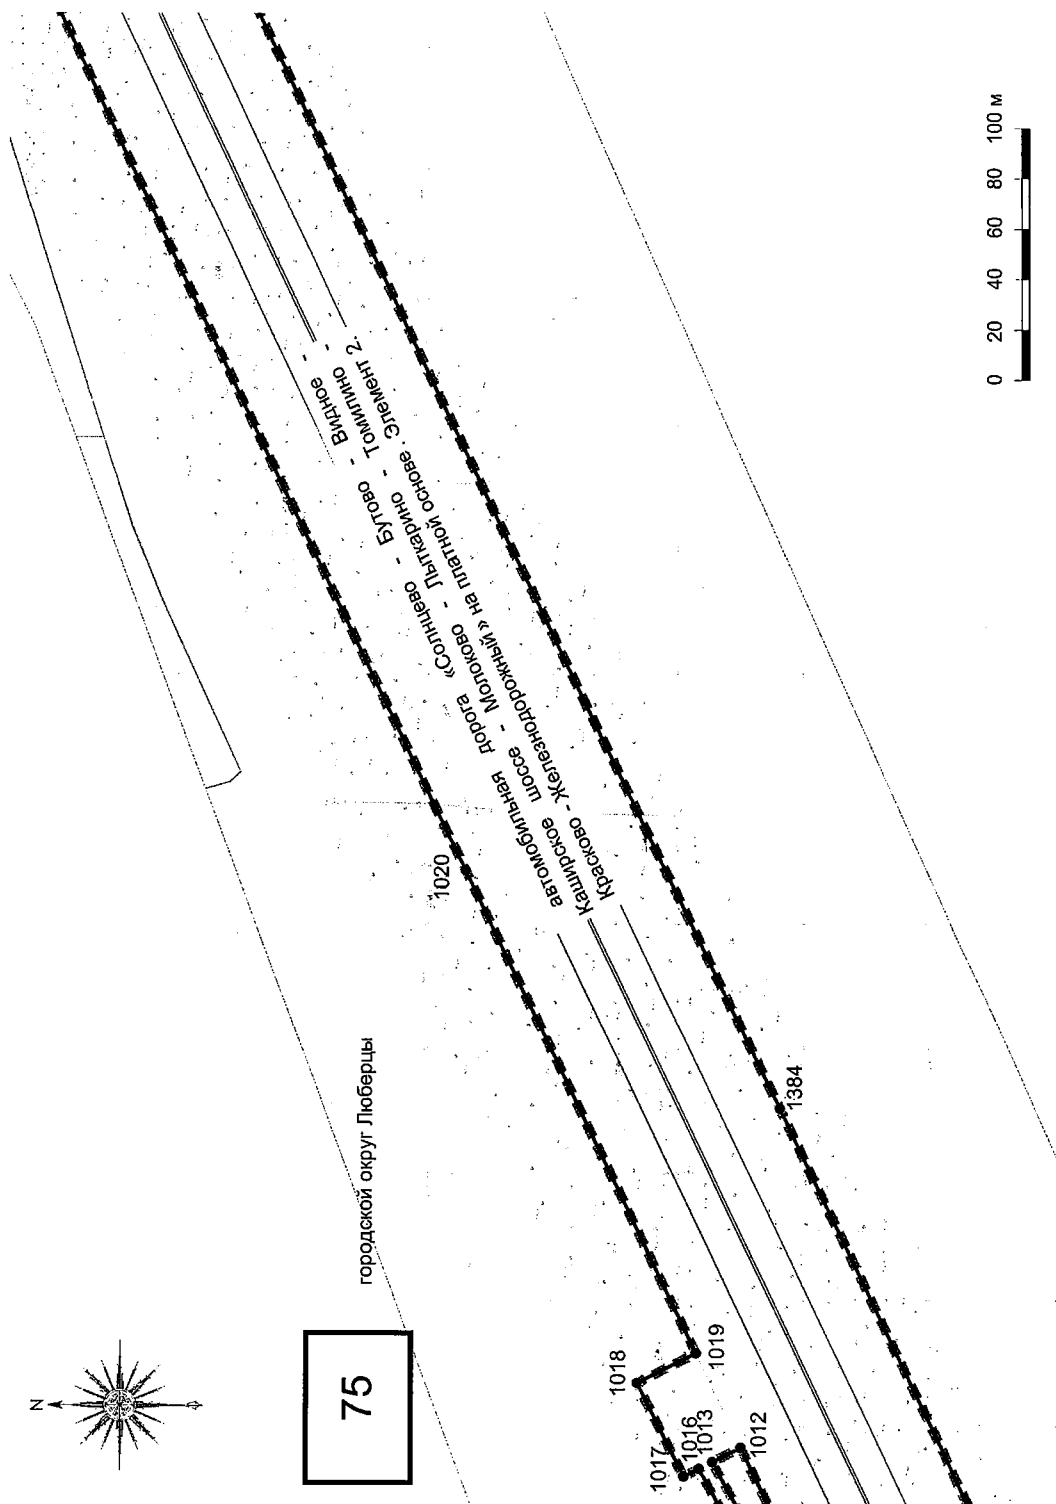 N
75
городской округ Люберцы
1020
автомобильная дорога «Солнцево - Бутово - Видное -
Каширское шоссе - Молоково - Лыткарино - Томилино -
Красково - Железнодорожный» на платной основе. Элемент 2.
1018
1019
1017
1016
1013
1012
1384
0 20 40 60 80 100 м